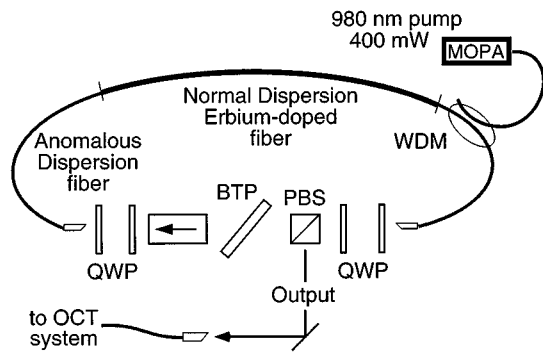 980 nm pump
400 mW
MOPA
Normal Dispersion
Erbium-doped
fiber
WDM
Anomalous
Dispersion
fiber
BTP
PBS
QWP
QWP
Output
to OCT
system